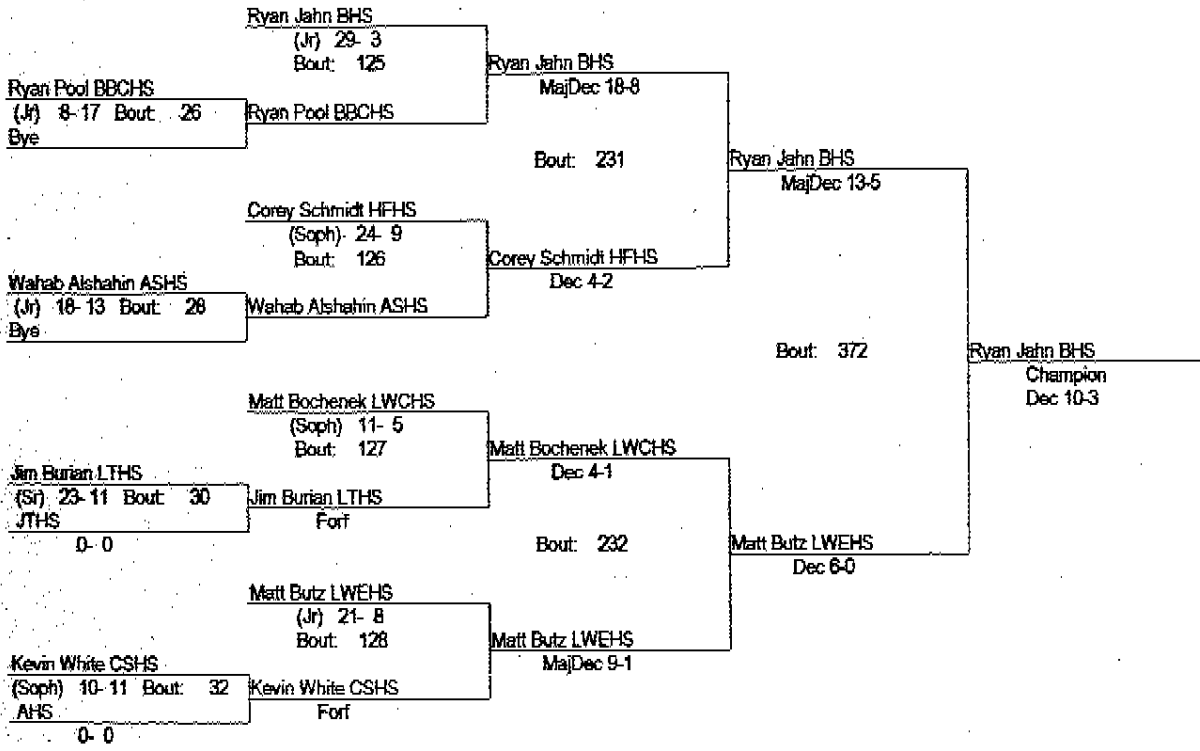 Ryan Jahn BHS
(Jr) 29- 3
Bout: 125
Ryan Jahn BHS
MajDec 18-8
Ryan Pool BBCHS
(Jr) 8- 17 Bout: 26
Ryan Pool BBCHS
Bye
Bout: 231
Ryan Jahn BHS
MajDec 13-5
Corey Schmidt HFHS
(Soph) 24- 9
Bout: 126
Corey Schmidt HFHS
Dec 4-2
Wahab Alshahin ASHS
(Jr) 18- 13 Bout: 28
Wahab Alshahin ASHS
Bye
Bout: 372
Ryan Jahn BHS
Champion
Dec 10-3
Matt Bochenek LWCHS
(Soph) 11- 5
Bout: 127
Matt Bochenek LWCHS
Dec 4-1
Jim Burian LTHS
(Sr) 23- 11 Bout: 30
Jim Burian LTHS
Forf
JTHS
0- 0
Bout: 232
Matt Butz LWEHS
Dec 6-0
Matt Butz LWEHS
(Jr) 21- 8
Bout: 128
Matt Butz LWEHS
MajDec 9-1
Kevin White CSHS
(Soph) 10- 11 Bout: 32
Kevin White CSHS
Forf
AHS
0- 0